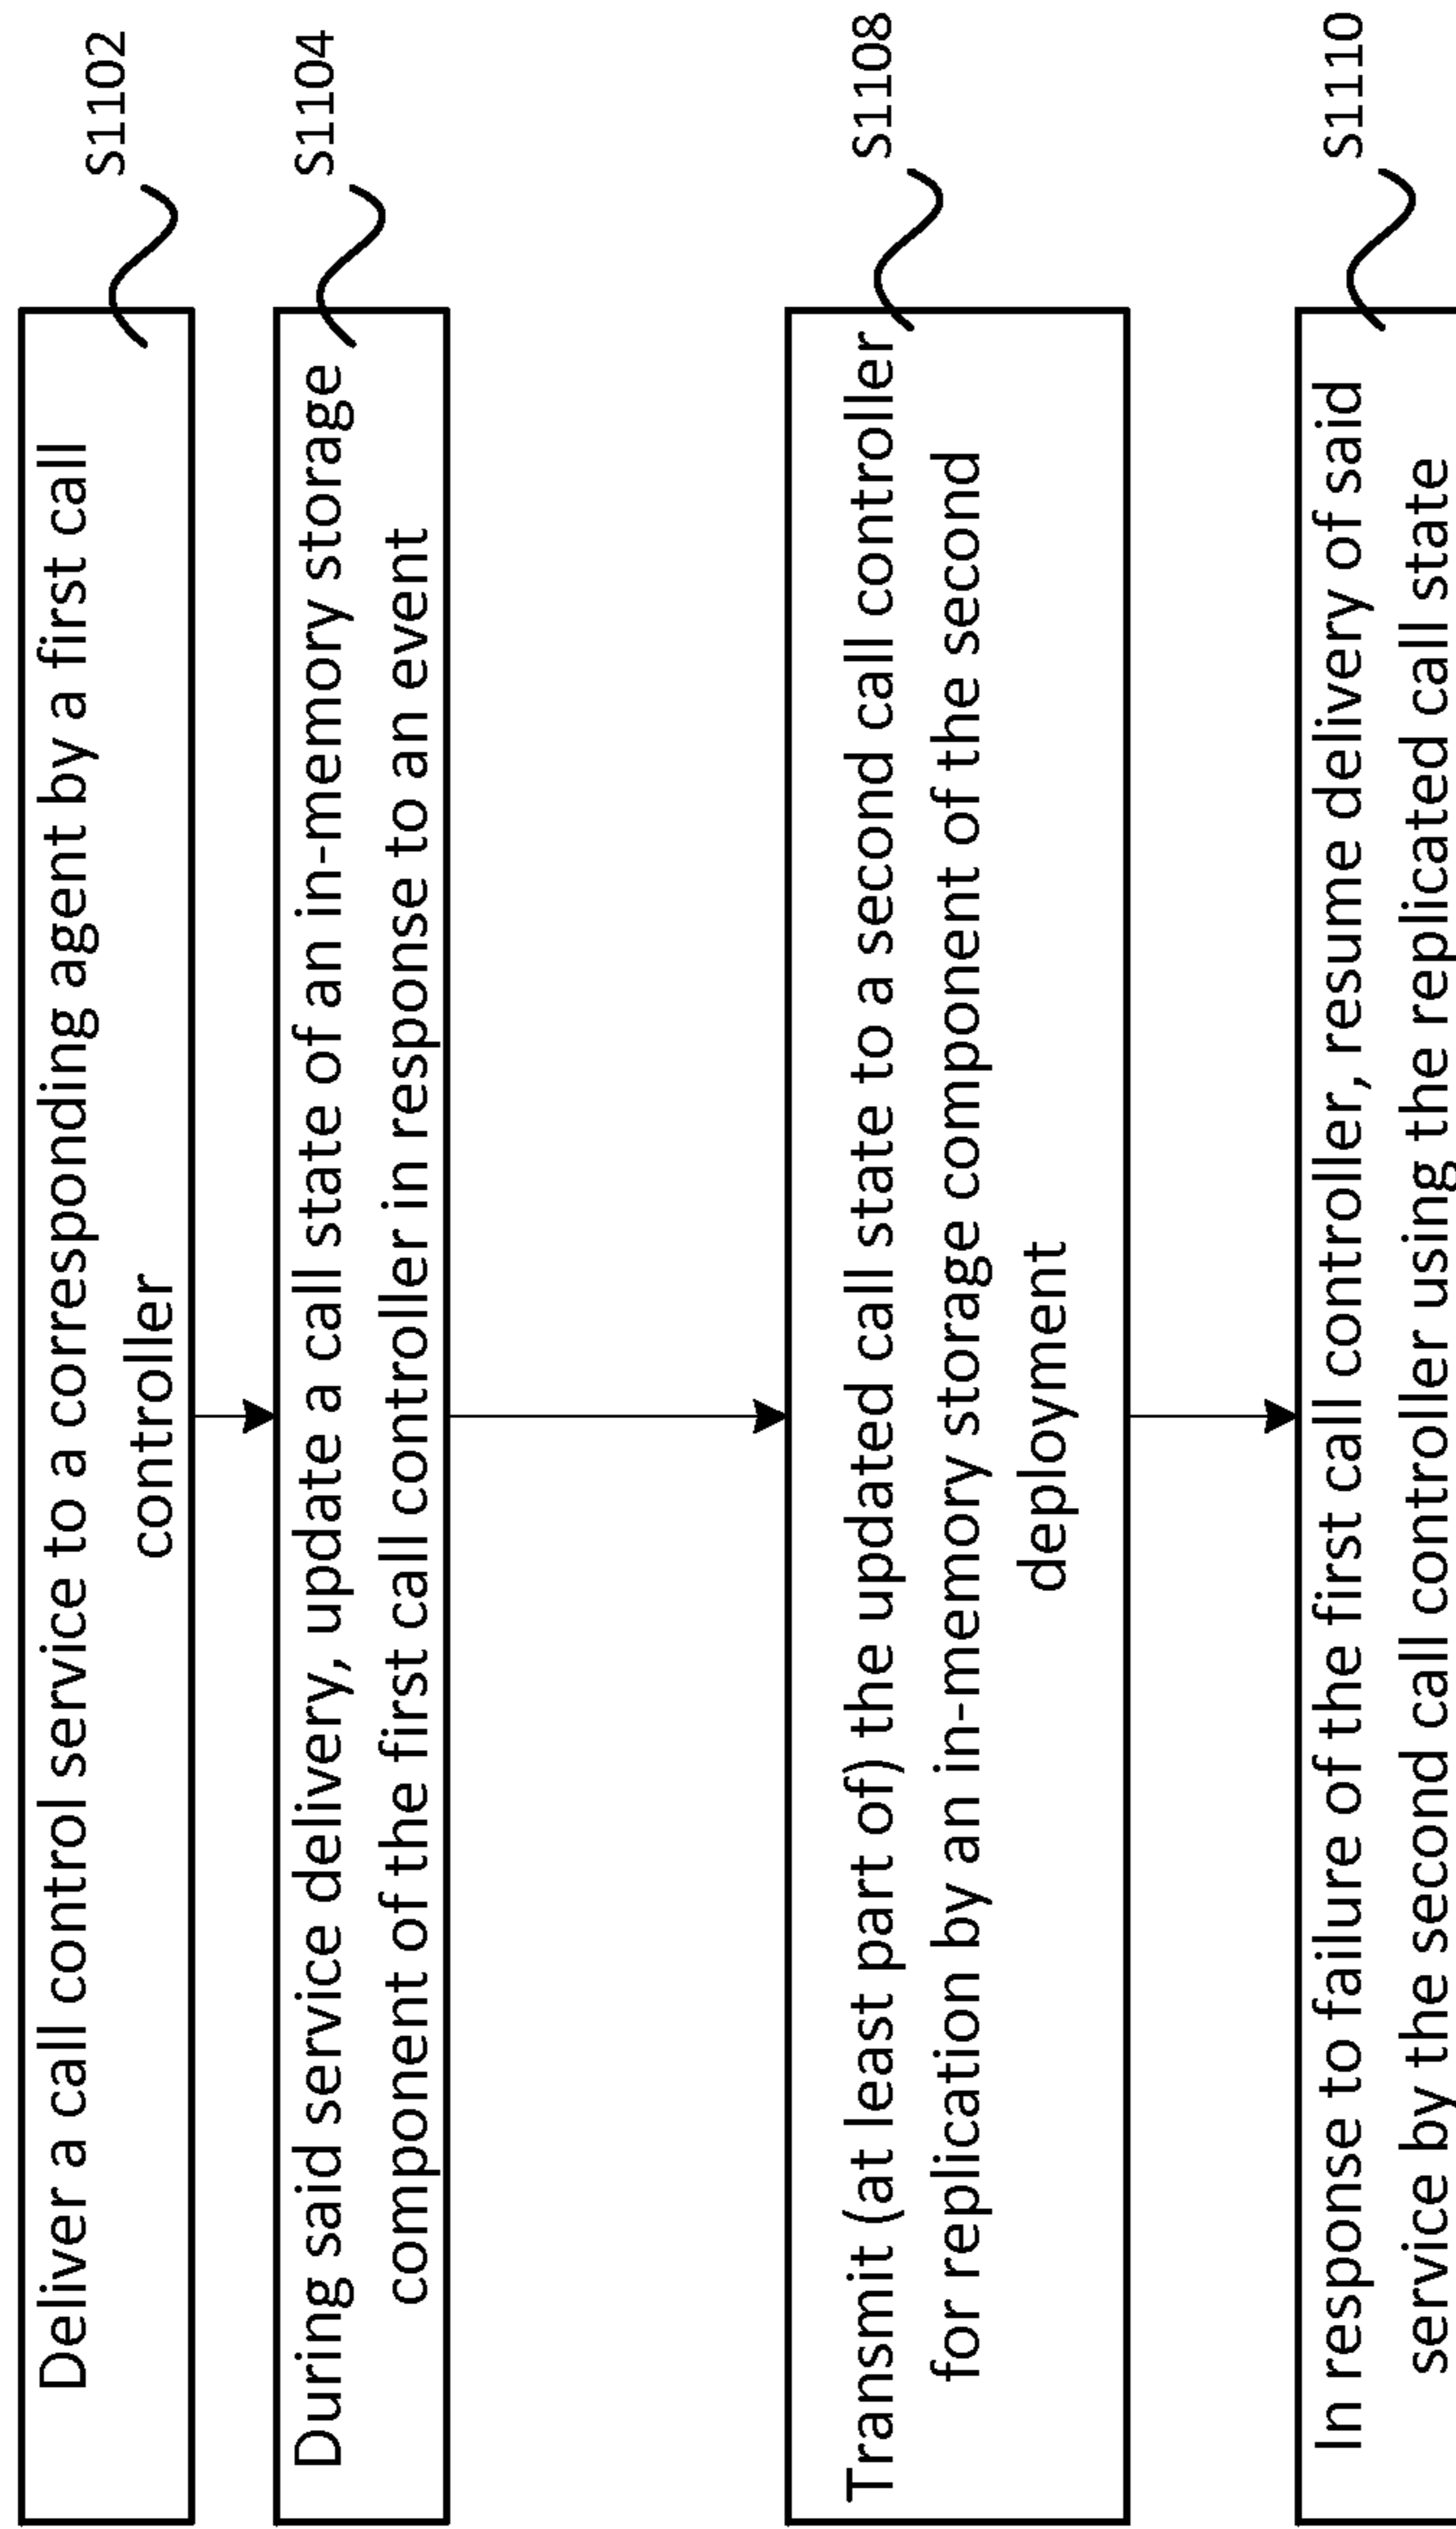 Deliver a call control service to a corresponding agent by a first call
controller
S1102
During said service delivery, update a call state of an in-memory storage
component of the first call controller in response to an event
S1104
Transmit (at least part of) the updated call state to a second call controller
for replication by an in-memory storage component of the second
deployment
S1108
In response to failure of the first call controller, resume delivery of said
service by the second call controller using the replicated call state
S1110